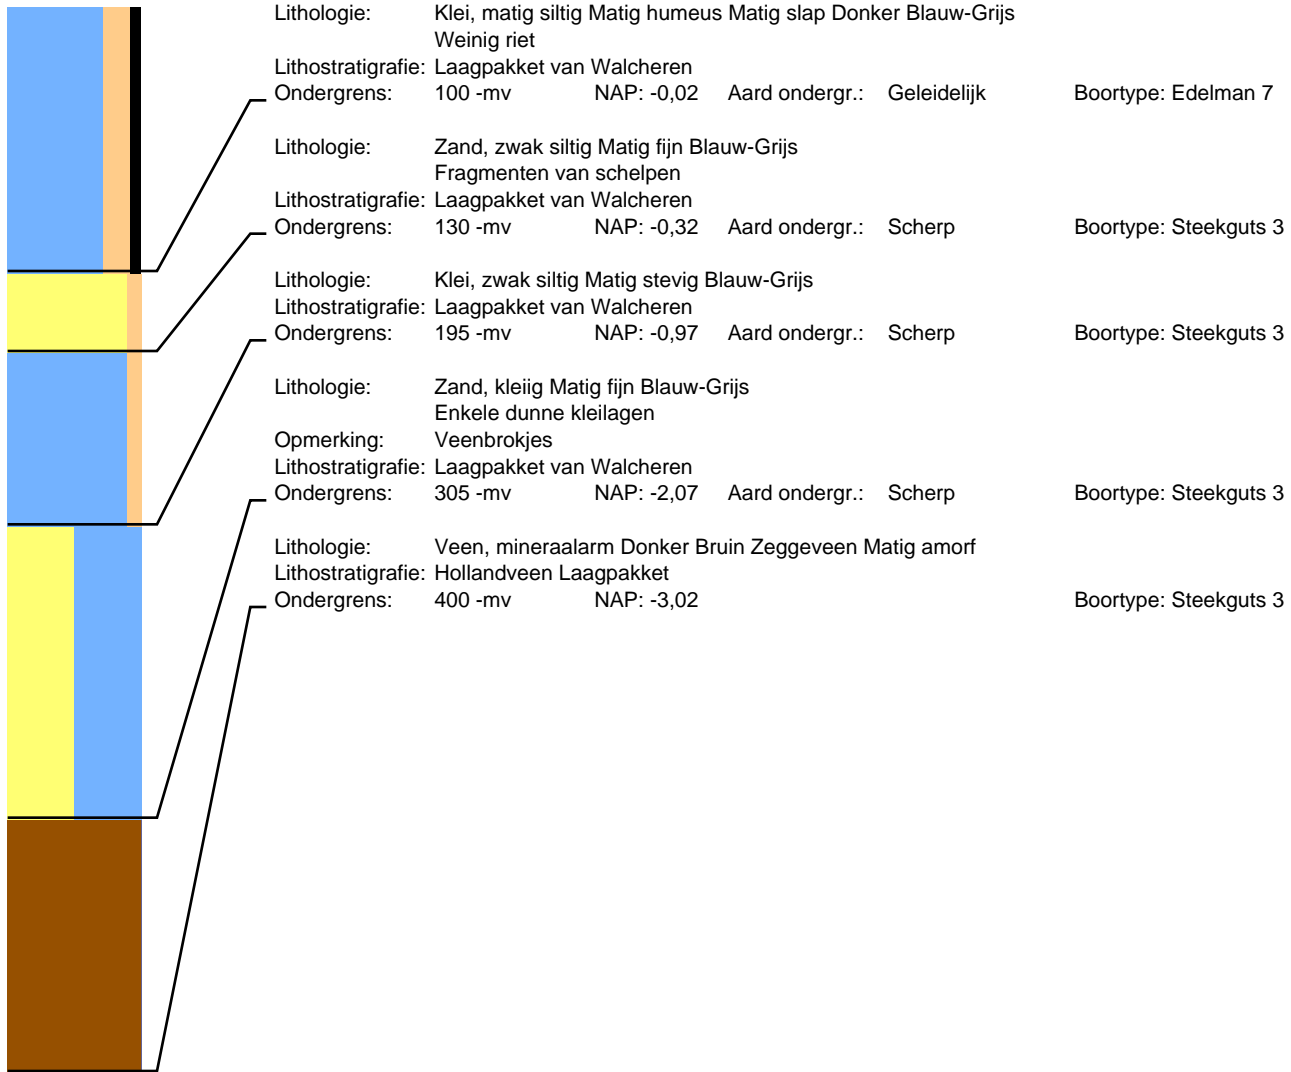 Lithologie: Klei, matig siltig Matig humeus Matig slap Donker Blauw-Grijs
Weinig riet
Lithostratigrafie: Laagpakket van Walcheren
Ondergrens: 100 -mv NAP: -0,02 Aard ondergr.: Geleidelijk Boortype: Edelman 7
Lithologie: Zand, zwak siltig Matig fijn Blauw-Grijs
Fragmenten van schelpen
Lithostratigrafie: Laagpakket van Walcheren
Ondergrens: 130 -mv NAP: -0,32 Aard ondergr.: Scherp Boortype: Steekguts 3
Lithologie: Klei, zwak siltig Matig stevig Blauw-Grijs
Lithostratigrafie: Laagpakket van Walcheren
Ondergrens: 195 -mv NAP: -0,97 Aard ondergr.: Scherp Boortype: Steekguts 3
Lithologie: Zand, kleiig Matig fijn Blauw-Grijs
Enkele dunne kleilagen
Opmerking: Veenbrokjes
Lithostratigrafie: Laagpakket van Walcheren
Ondergrens: 305 -mv NAP: -2,07 Aard ondergr.: Scherp Boortype: Steekguts 3
Lithologie: Veen, mineraalarm Donker Bruin Zeggeveen Matig amorf
Lithostratigrafie: Hollandveen Laagpakket
Ondergrens: 400 -mv NAP: -3,02 Boortype: Steekguts 3